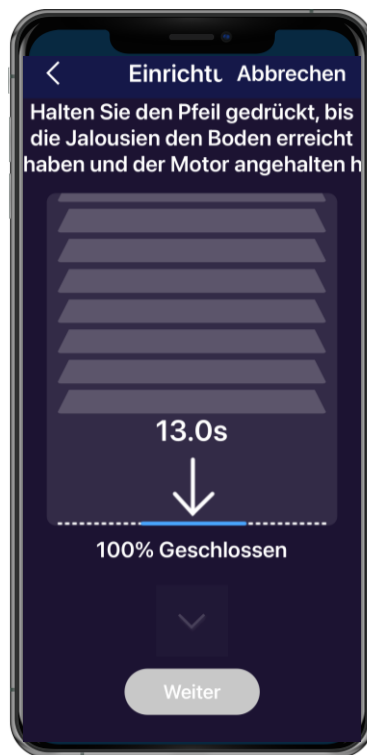 Einrichtu Abbrechen
Halten Sie den Pfeil gedrückt, bis
die Jalousien den Boden erreicht
haben und der Motor angehalten h
13.0s
100% Geschlossen
Weiter